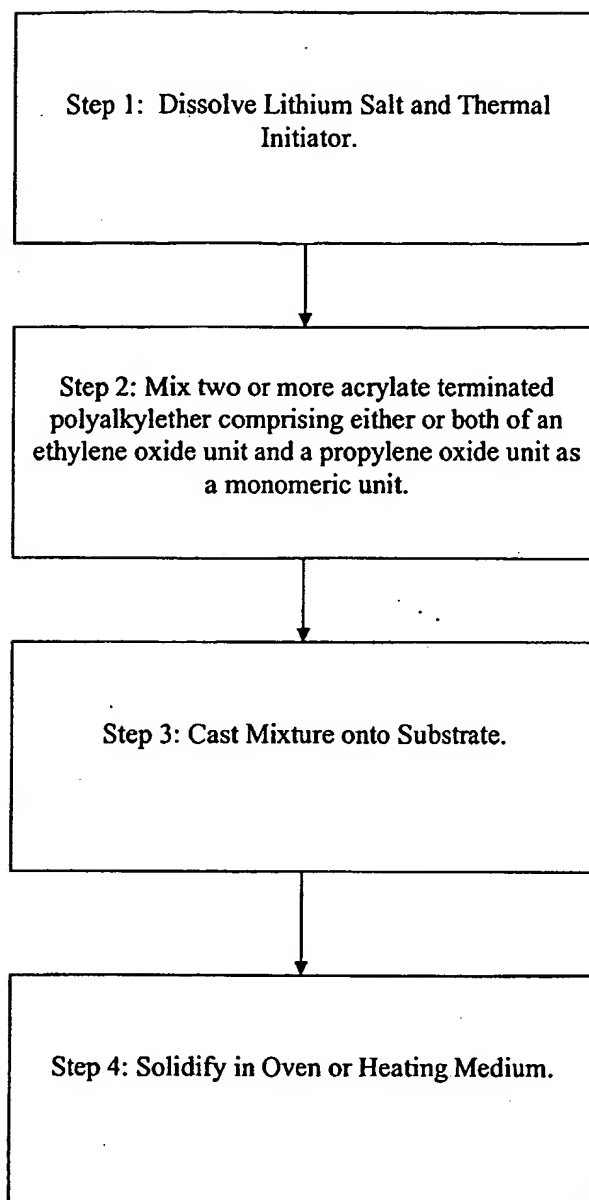 Step 1: Dissolve Lithium Salt and Thermal
Initiator.
Step 2: Mix two or more acrylate terminated
polyalkylether comprising either or both of an
ethylene oxide unit and a propylene oxide unit as
a monomeric unit.
Step 3: Cast Mixture onto Substrate.
Step 4: Solidify in Oven or Heating Medium.